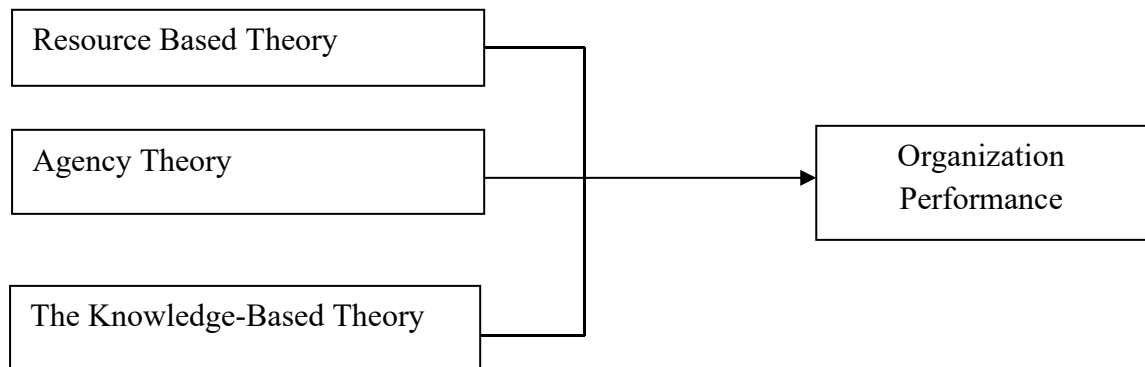 Resource Based Theory
Agency Theory
Organization
Performance
The Knowledge-Based Theory